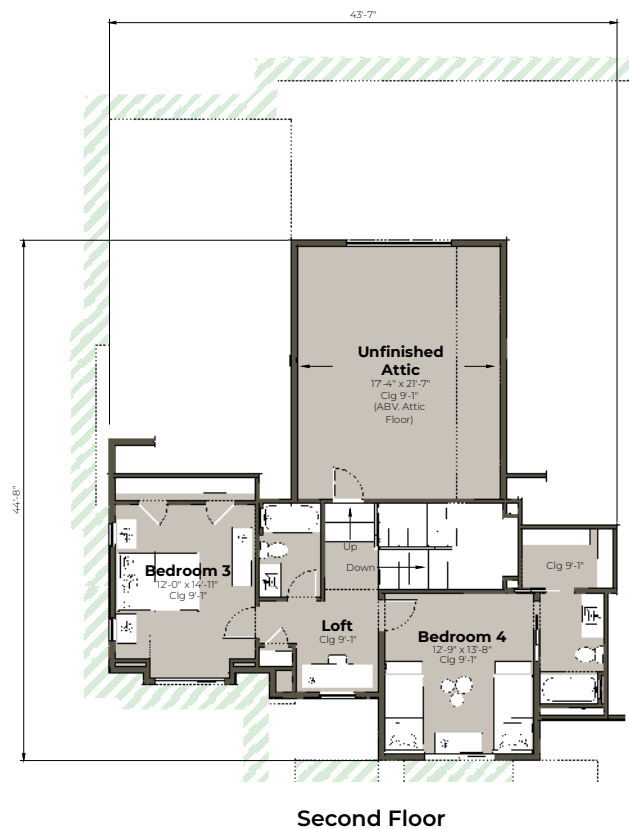 43'-7"
44'-8"
Unfinished
Attic
17'-4" x 21'-7"
Clg 9'-1"
(ABV. Attic
Floor)
Up
Down
Clg 9'-1"
Bedroom 3
12'-0" x 14'-11"
Clg 9'-1"
Loft
Clg 9'-1"
Bedroom 4
12'-9" x 13'-8"
Clg 9'-1"
Second Floor